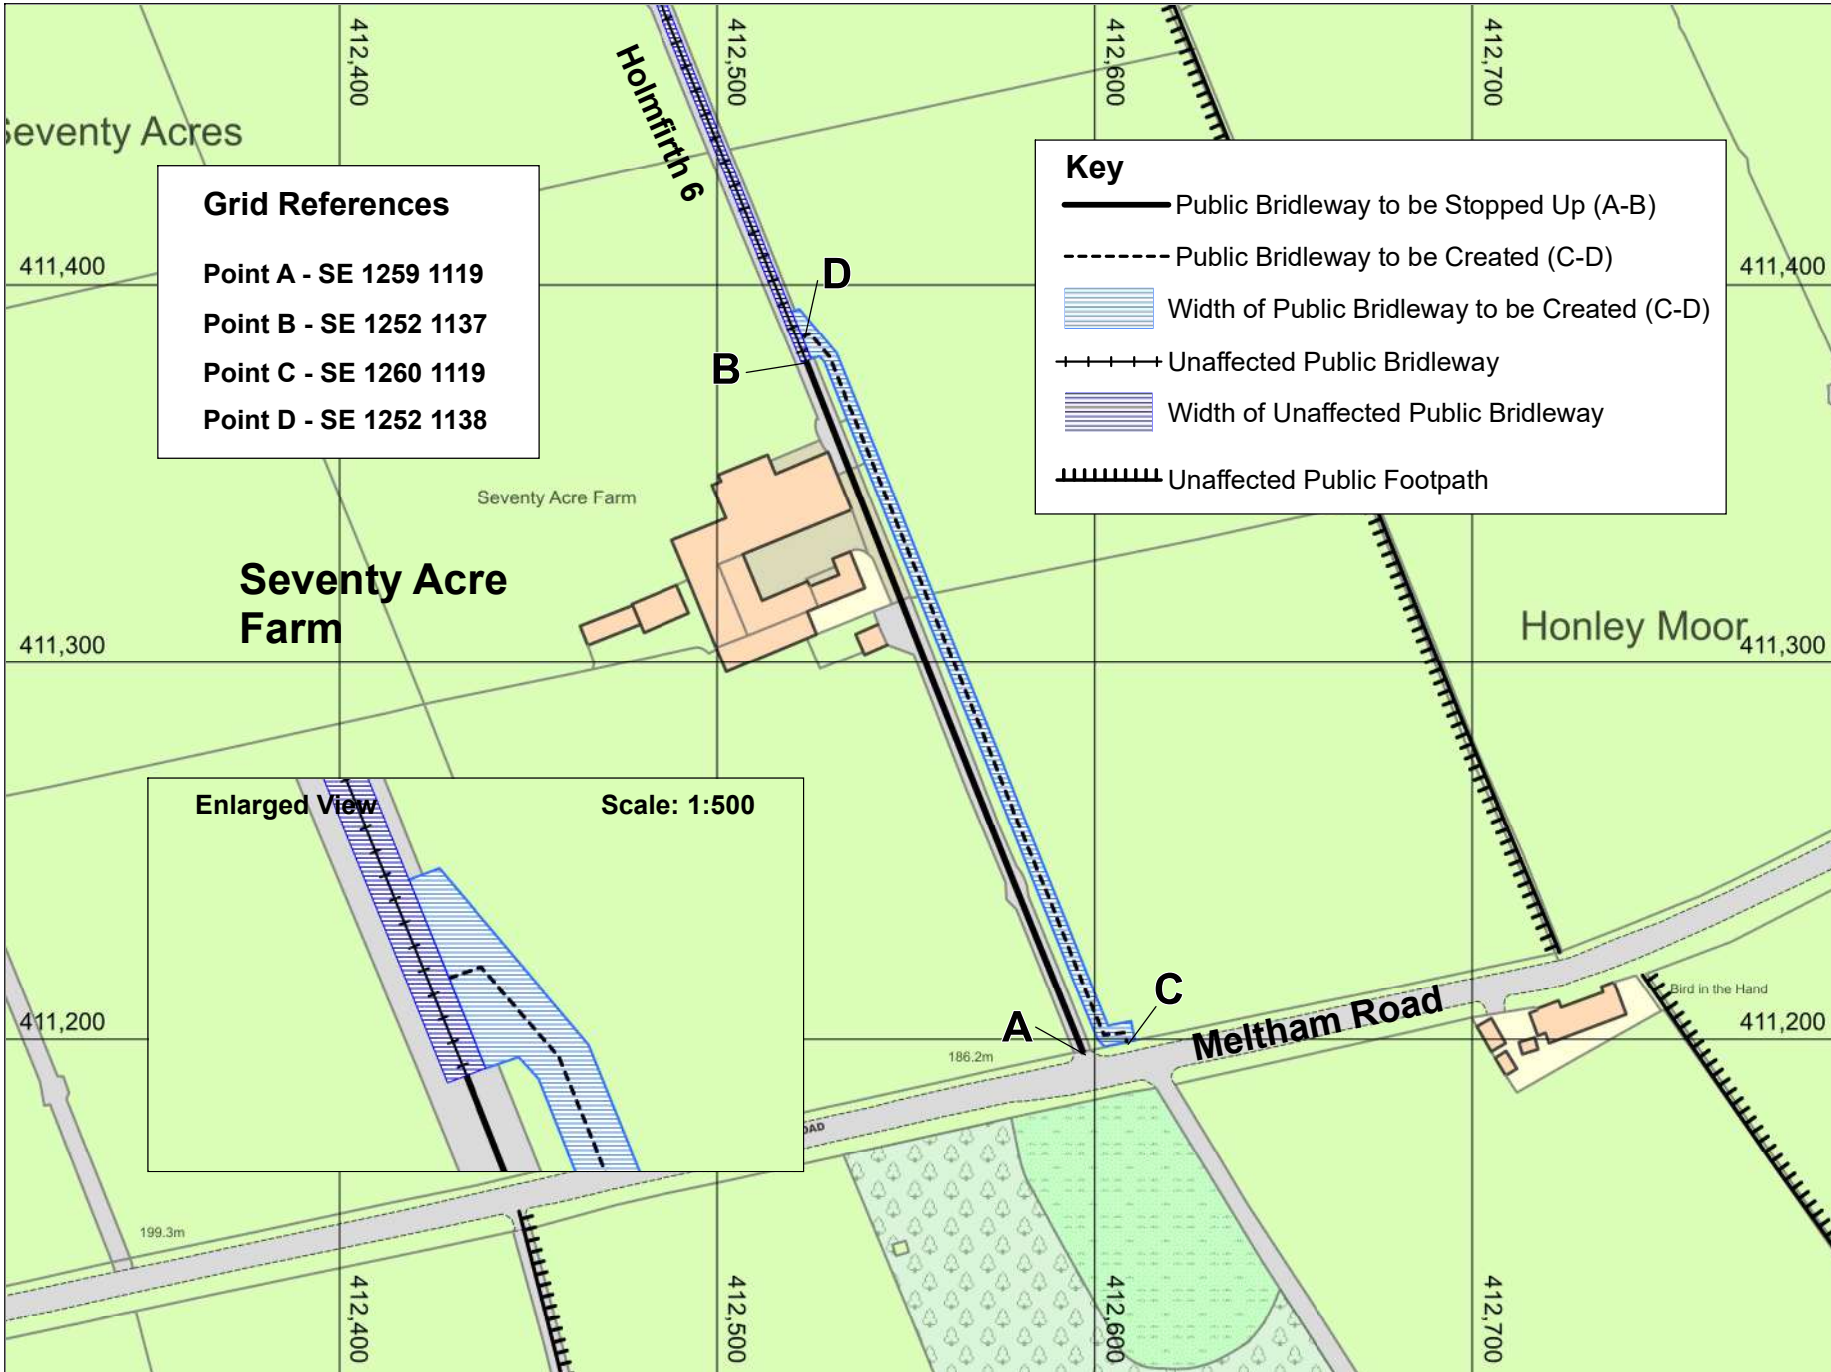 412,400
412,500
412,600
412,700
Holmfirth 6
Seventy Acres
Grid References
Point A - SE 1259 1119
Point B - SE 1252 1137
Point C - SE 1260 1119
Point D - SE 1252 1138
Key
Public Bridleway to be Stopped Up (A-B)
Public Bridleway to be Created (C-D)
Width of Public Bridleway to be Created (C-D)
Unaffected Public Bridleway
Width of Unaffected Public Bridleway
Unaffected Public Footpath
411,400
411,400
D
B
Seventy Acre Farm
Seventy Acre
Farm
Honley Moor
411,300
411,300
Enlarged View
Scale: 1:500
C
A
Meltham Road
Bird in the Hand
411,200
411,200
186.2m
OAD
199.3m
412,400
412,500
412,600
412,700